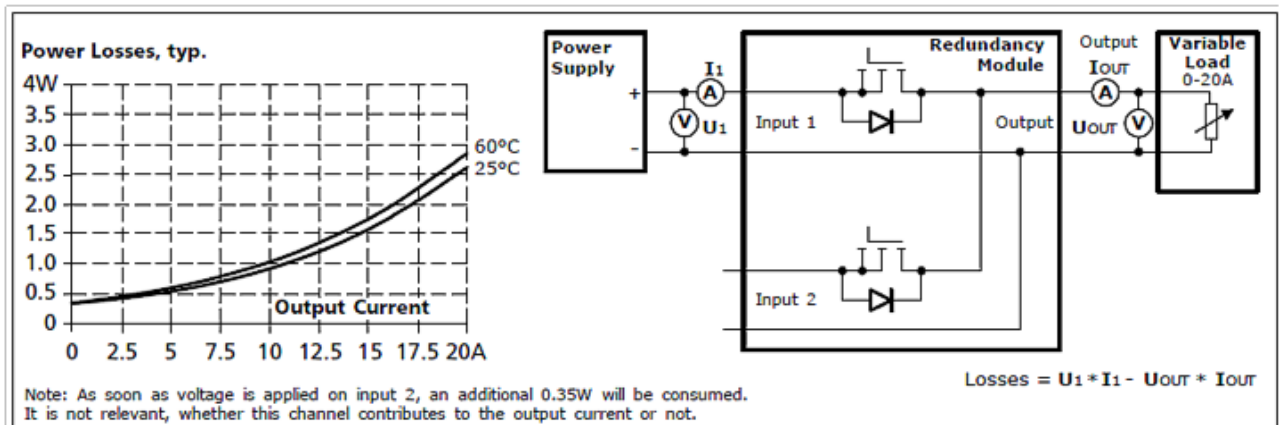 Power Losses, typ.
4W
3.5
3.0
2.5
2.0
1.5
1.0
0.5
0
0 2.5 5 7.5 10 12.5 15 17.5 20A
60°C
25°C
Output Current
Power
Supply
+
-
I1
A
V U1
Redundancy
Module
Input 1
Output
Input 2
Output
IOUT
A
UOUT V
Variable
Load
0-20A
Losses = U1 * I1 - UOUT * IOUT
Note: As soon as voltage is applied on input 2, an additional 0.35W will be consumed.
It is not relevant, whether this channel contributes to the output current or not.